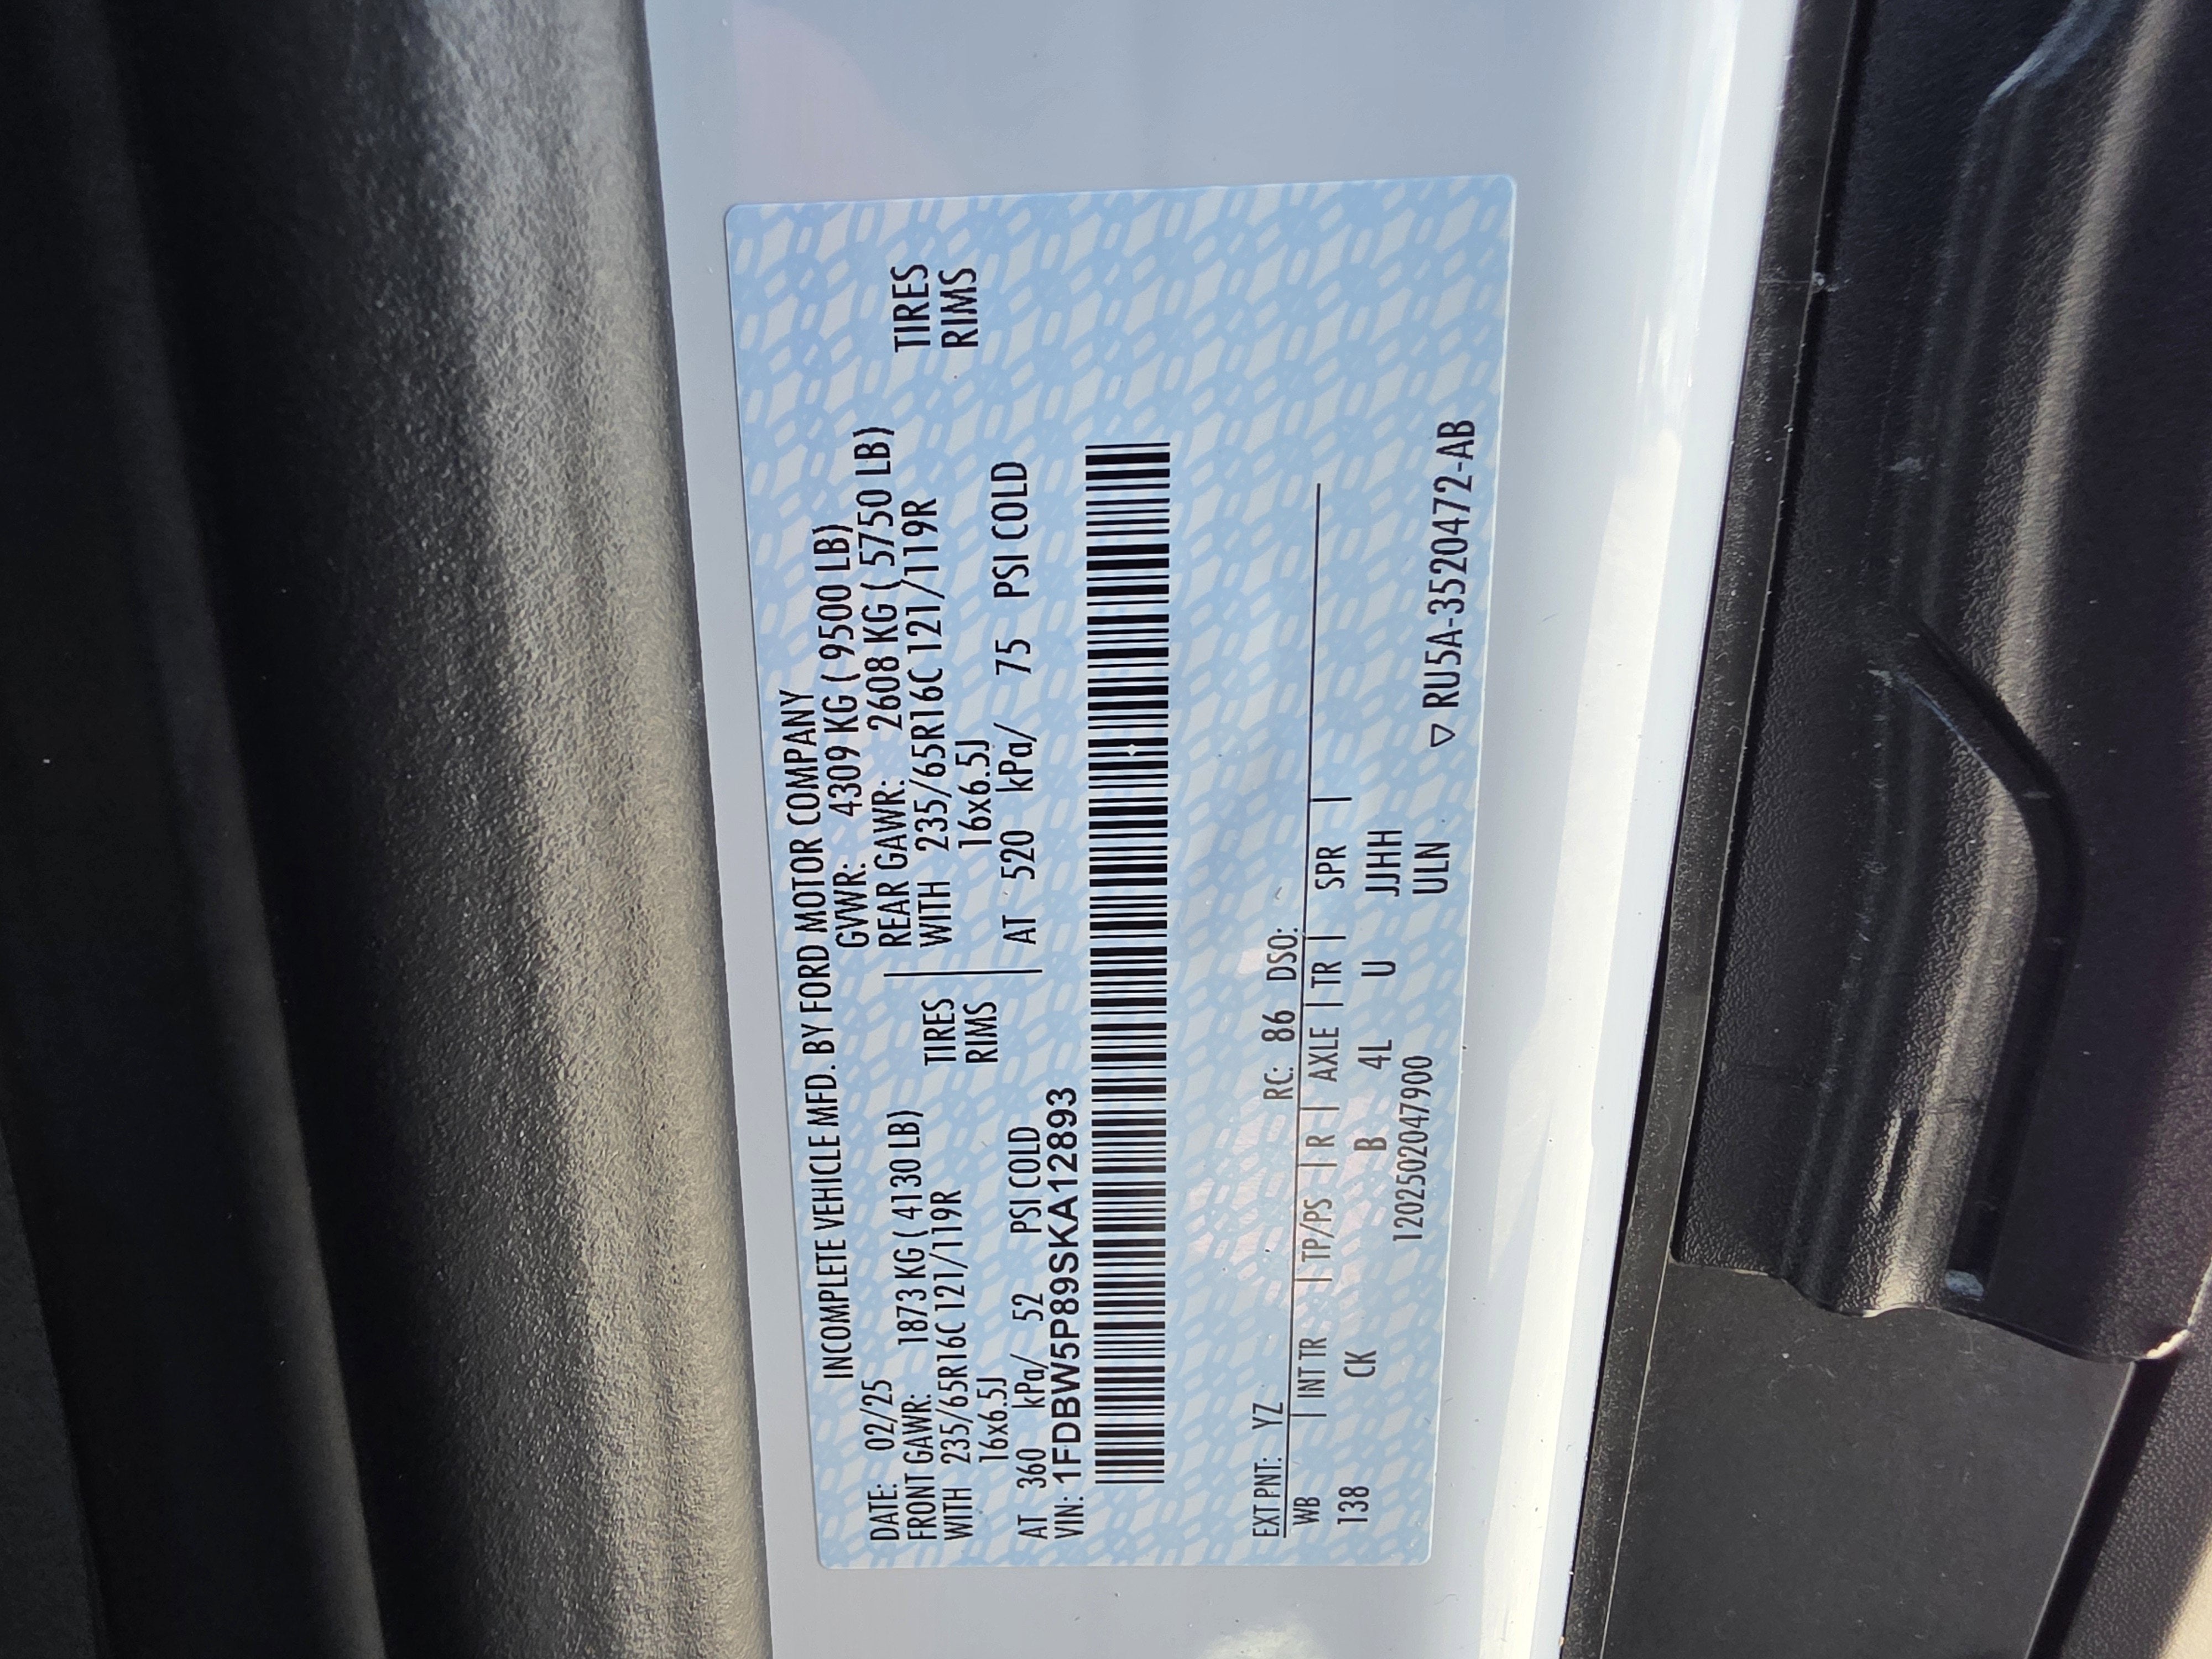 INCOMPLETE VEHICLE MFD. BY FORD MOTOR COMPANY
DATE: 02/25 GVWR: 4309 KG ( 9500 LB)
FRONT GAWR: 1873 KG ( 4130 LB) REAR GAWR: 2608 KG ( 5750 LB)
WITH 235/65R16C 121/119R TIRES WITH 235/65R16C 121/119R TIRES
16x6.5J RIMS 16x6.5J RIMS
AT 360 kPa/ 52 PSI COLD AT 520 kPa/ 75 PSI COLD
VIN: 1FDBW5P89SKA12893
EXT PNT: YZ RC: 86 DSO:
WB | INT TR | TP/PS | R | AXLE | TR | SPR |
138 CK B 4L U JJHH
1202502047900 ULN
▽ RU5A-3520472-AB